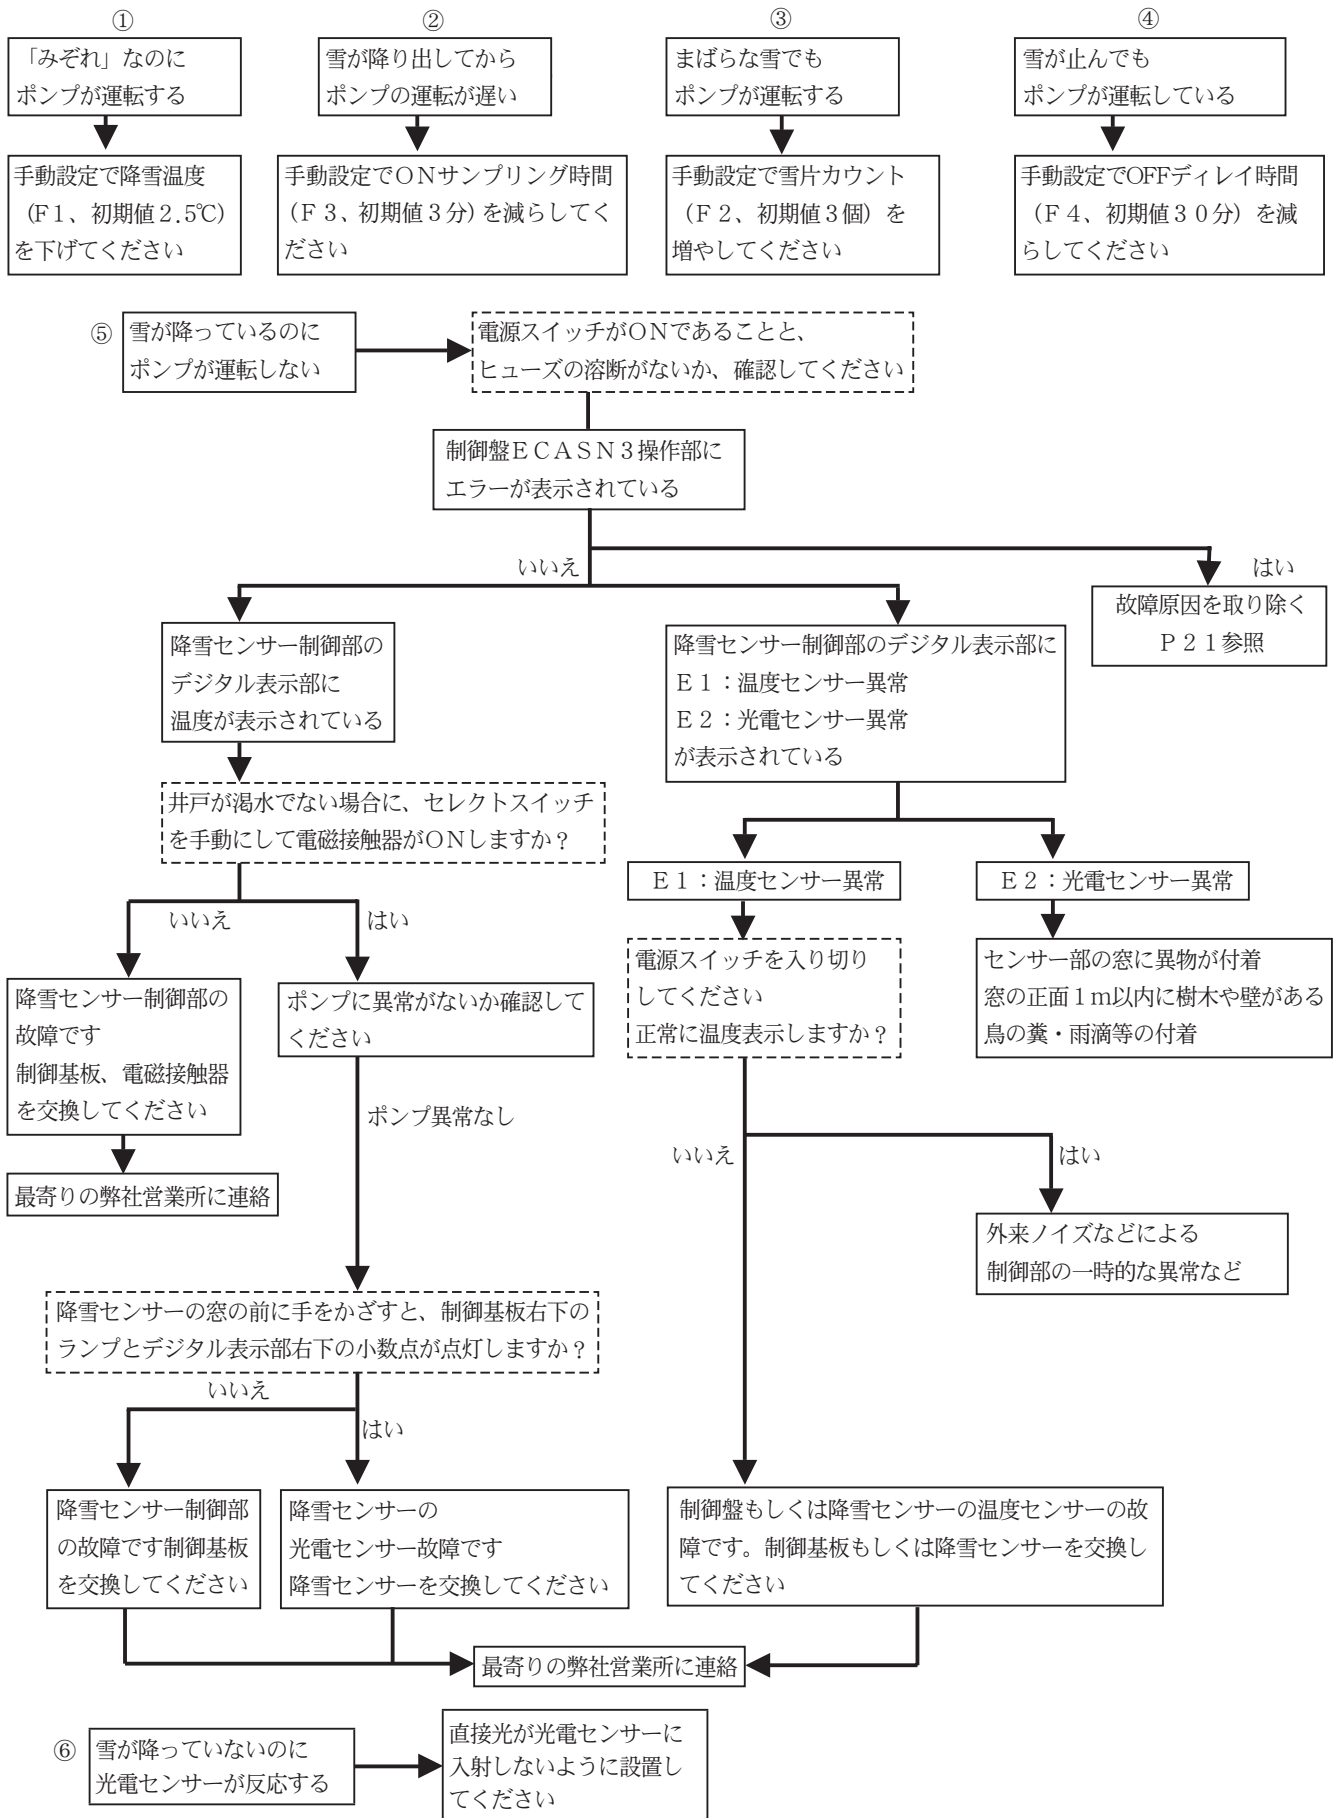 ①
「みぞれ」なのに
ポンプが運転する
手動設定で降雪温度
(F1、初期値2.5℃)
を下げてください
②
雪が降り出してから
ポンプの運転が遅い
手動設定でONサンプリング時間
(F3、初期値3分)を減らしてく
ださい
③
まばらな雪でも
ポンプが運転する
手動設定で雪片カウント
(F2、初期値3個)を
増やしてください
④
雪が止んでも
ポンプが運転している
手動設定でOFFディレイ時間
(F4、初期値30分)を減
らしてください
⑤
雪が降っているのに
ポンプが運転しない
電源スイッチがONであることと、
ヒューズの溶断がないか、確認してください
制御盤ECASN3操作部に
エラーが表示されている
いいえ
はい
故障原因を取り除く
P21参照
降雪センサー制御部の
デジタル表示部に
温度が表示されている
降雪センサー制御部のデジタル表示部に
E1:温度センサー異常
E2:光電センサー異常
が表示されている
井戸が渇水でない場合に、セレクトスイッチ
を手動にして電磁接触器がONしますか?
いいえ
はい
降雪センサー制御部の
故障です
制御基板、電磁接触器
を交換してください
最寄りの弊社営業所に連絡
ポンプに異常がないか確認して
ください
ポンプ異常なし
降雪センサーの窓の前に手をかざすと、制御基板右下の
ランプとデジタル表示部右下の小数点が点灯しますか?
いいえ
はい
降雪センサー制御部
の故障です制御基板
を交換してください
降雪センサーの
光電センサー故障です
降雪センサーを交換してください
E1:温度センサー異常
電源スイッチを入り切り
してください
正常に温度表示しますか?
いいえ
はい
外来ノイズなどによる
制御部の一時的な異常など
制御盤もしくは降雪センサーの温度センサーの故
障です。制御基板もしくは降雪センサーを交換し
てください
E2:光電センサー異常
センサー部の窓に異物が付着
窓の正面1m以内に樹木や壁がある
鳥の糞・雨滴等の付着
最寄りの弊社営業所に連絡
⑥
雪が降っていないのに
光電センサーが反応する
直接光が光電センサーに
入射しないように設置し
てください